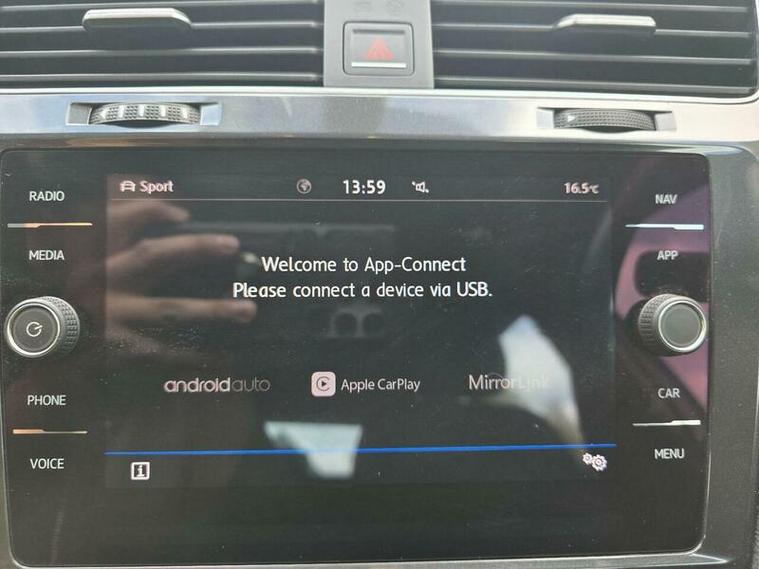 RADIO
MEDIA
PHONE
VOICE
Sport
13:59
16.5°C
Welcome to App-Connect
Please connect a device via USB.
androidauto
Apple CarPlay
MirrorLink
i
NAV
APP
CAR
MENU